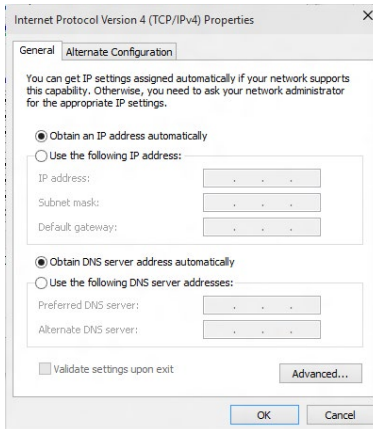 Internet Protocol Version 4 (TCP/IPv4) Properties
General
Alternate Configuration
You can get IP settings assigned automatically if your network supports
this capability. Otherwise, you need to ask your network administrator
for the appropriate IP settings.
Obtain an IP address automatically
Use the following IP address:
IP address:
Subnet mask:
Default gateway:
Obtain DNS server address automatically
Use the following DNS server addresses:
Preferred DNS server:
Alternate DNS server:
Validate settings upon exit
Advanced...
OK
Cancel